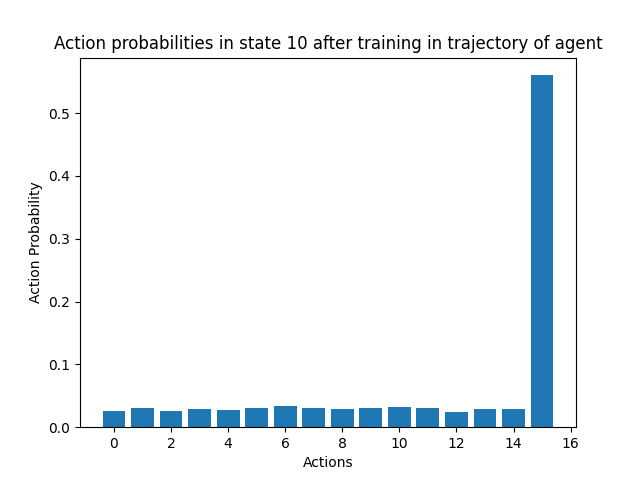 Action probabilities in state 10 after training in trajectory of agent
0.5
0.4
0.3
0.2
0.1
0.0
Action Probability
0 2 4 6 8 10 12 14 16
Actions